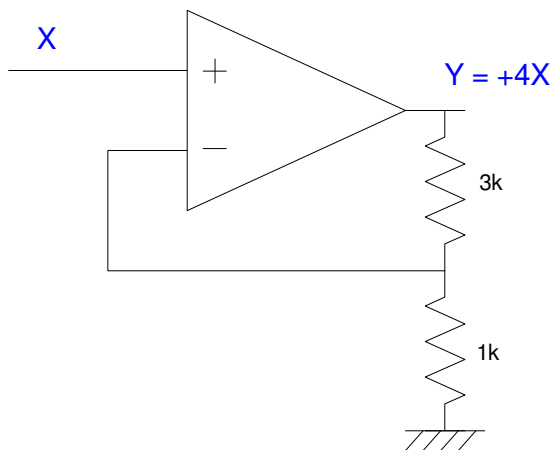 X
+
Y = +4X
−
3k
1k